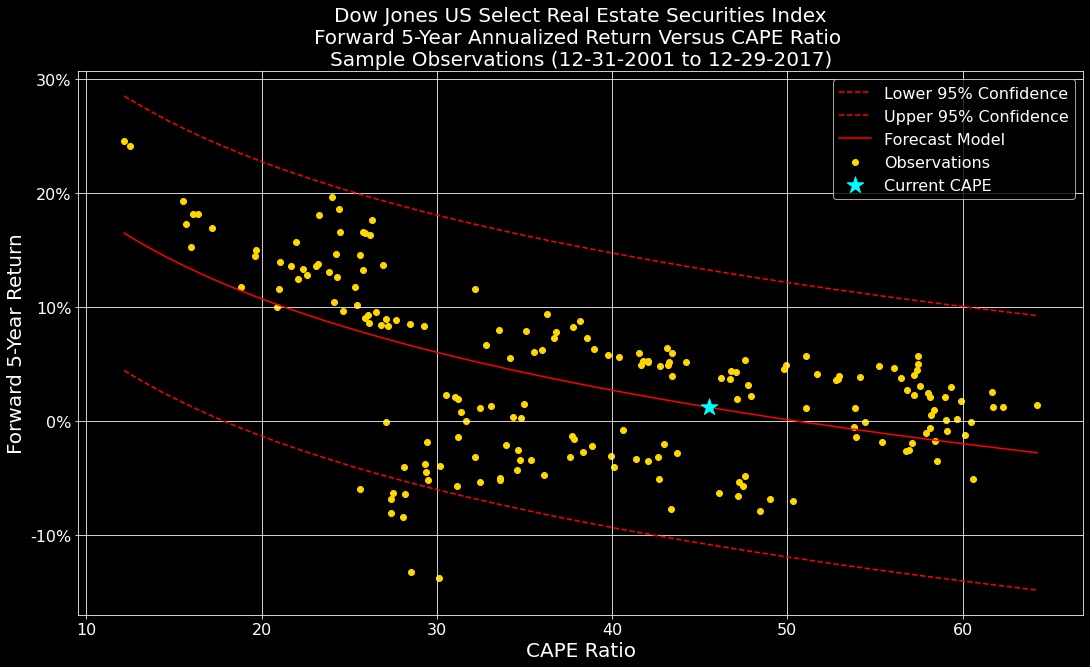 Dow Jones US Select Real Estate Securities Index
Forward 5-Year Annualized Return Versus CAPE Ratio
Sample Observations (12-31-2001 to 12-29-2017)
Lower 95% Confidence
Upper 95% Confidence
Forecast Model
Observations
Current CAPE
Forward 5-Year Return
30%
20%
10%
0%
-10%
10 20 30 40 50 60
CAPE Ratio